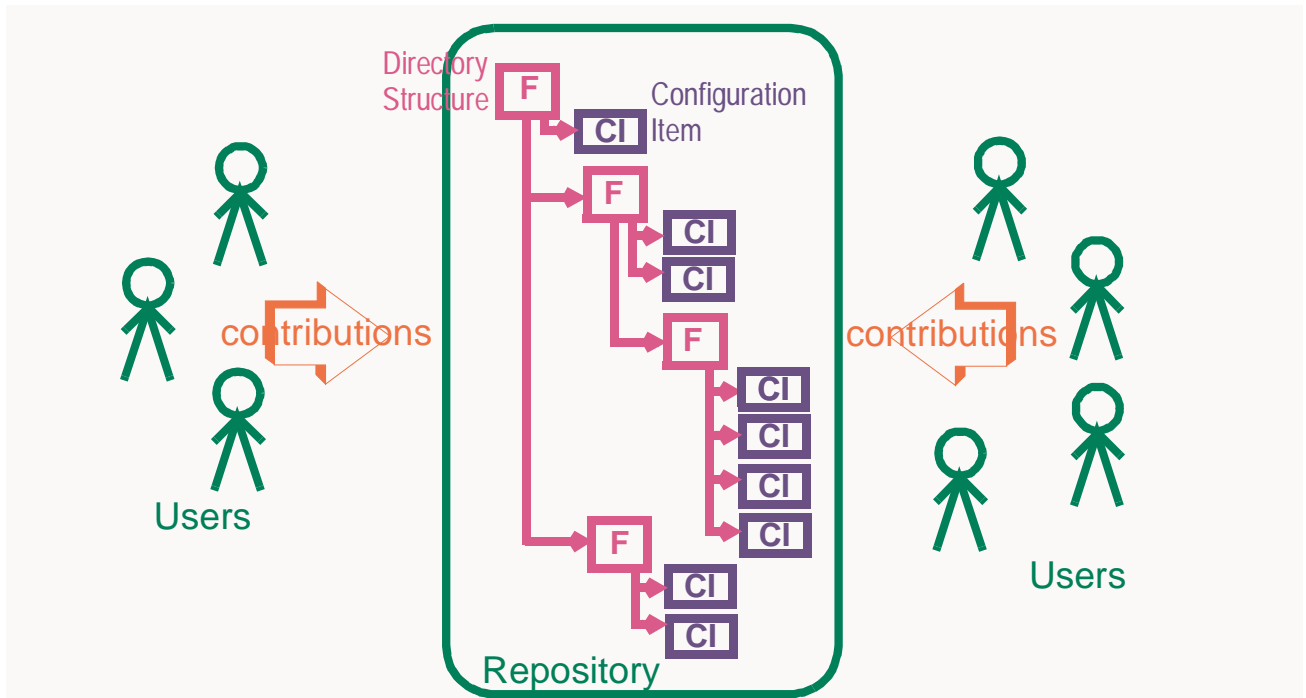 Directory
Structure
F
Configuration
Item
CI
F
CI
CI
contributions
contributions
F
CI
CI
CI
CI
Users
F
CI
CI
Users
Repository